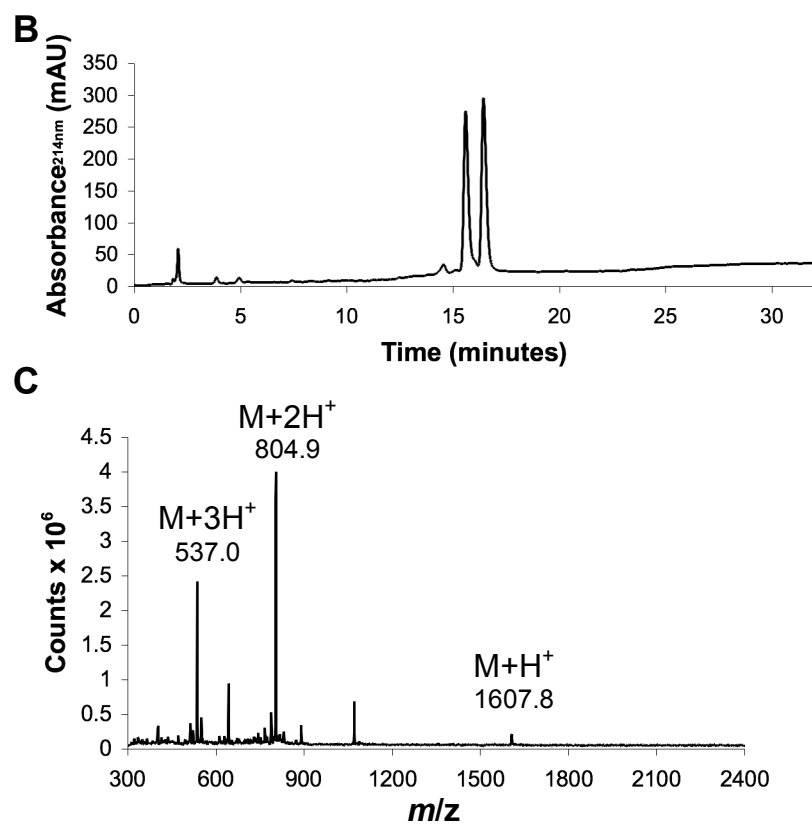 B
Absorbance214nm (mAU)
350
300
250
200
150
100
50
0
0 5 10 15 20 25 30
Time (minutes)
C
M+2H+
804.9
M+3H+
537.0
M+H+
1607.8
Counts x 10⁶
4.5
4
3.5
3
2.5
2
1.5
1
0.5
0
300 600 900 1200 1500 1800 2100 2400
m/z